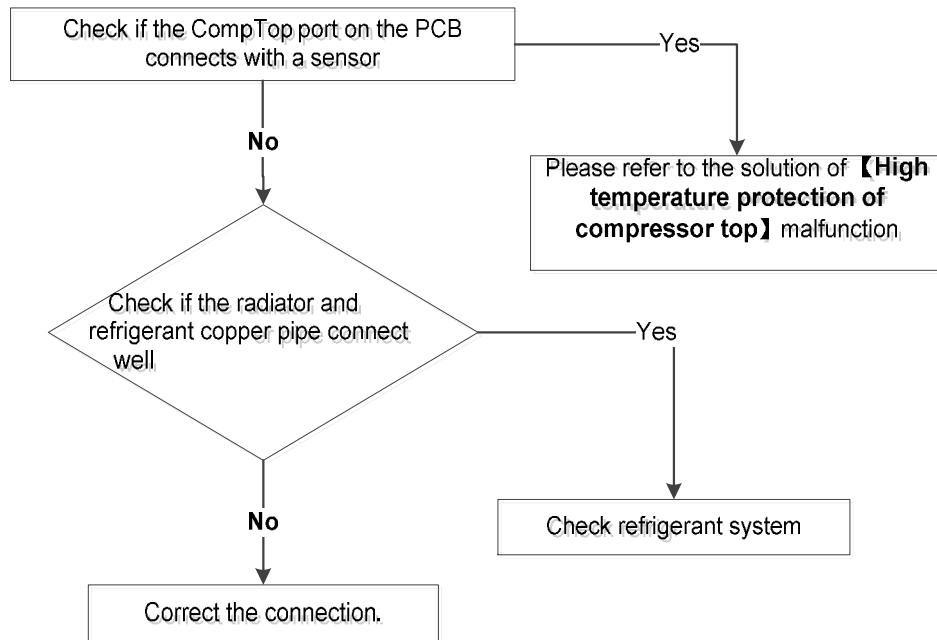 Check if the CompTop port on the PCB
connects with a sensor
Yes
No
Please refer to the solution of 【High
temperature protection of
compressor top】 malfunction
Check if the radiator and
refrigerant copper pipe connect
well
Yes
No
Check refrigerant system
Correct the connection.